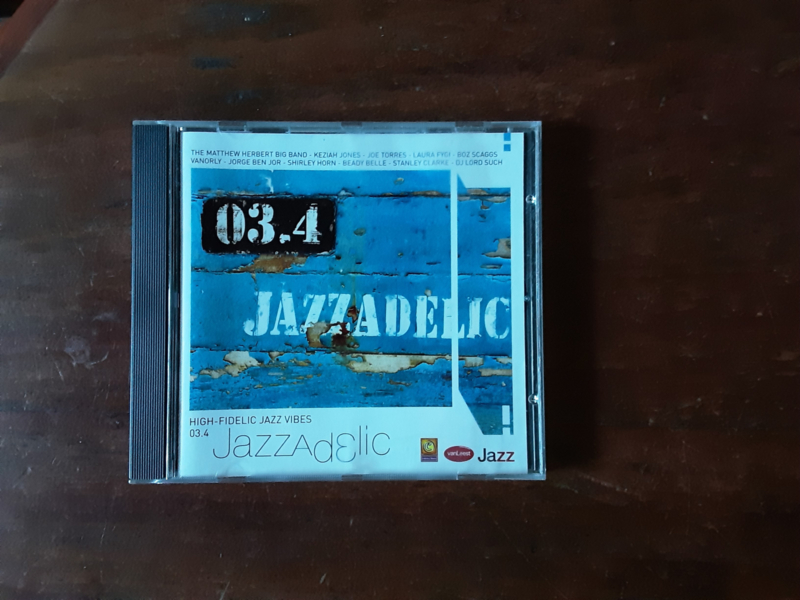 THE MATTHEW HERBERT BIG BAND - KEZIAH JONES - JOE TORRES - LAURA FYGI - BOZ SCAGGS
VANORLY - JORGE BEN JOR - SHIRLEY HORN - BEADY BELLE - STANLEY CLARKE - DJ LORD SUCH
03.4
JAZZADELIC
HIGH-FIDELIC JAZZ VIBES
03.4 JazzAdelic
vanLeest Jazz